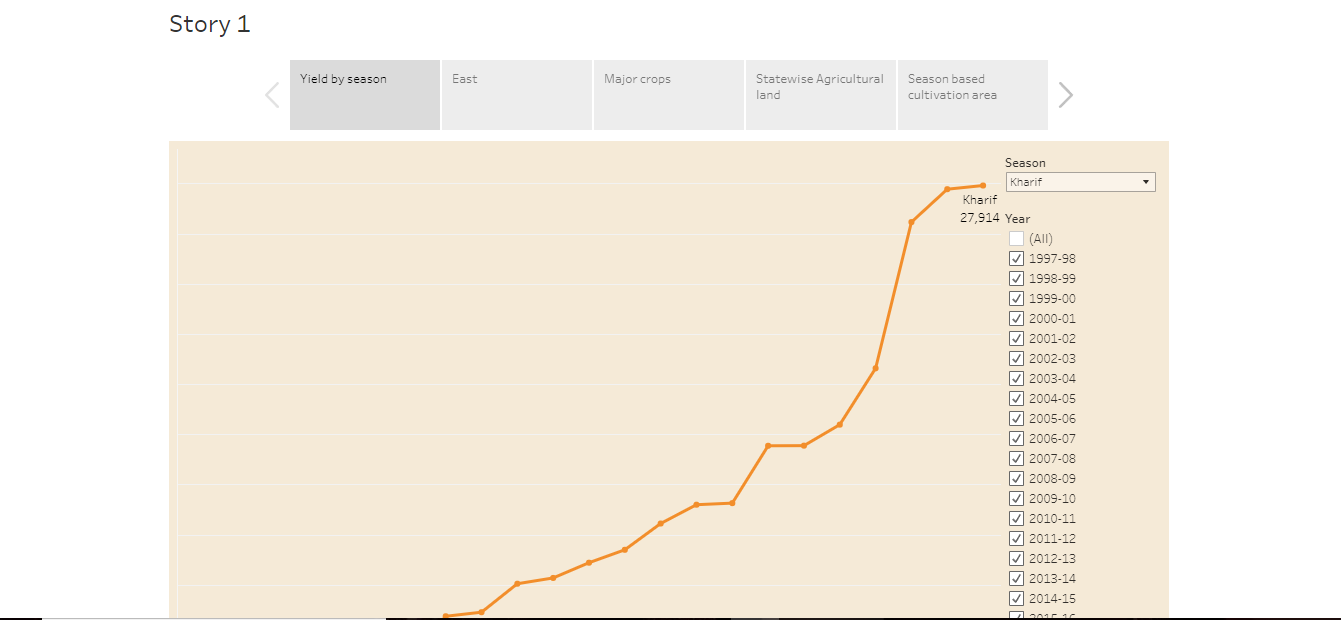 Story 1
Yield by season
East
Major crops
Statewise Agricultural
land
Season based
cultivation area
Season
Kharif
Kharif
27,914
Year
(All)
1997-98
1998-99
1999-00
2000-01
2001-02
2002-03
2003-04
2004-05
2005-06
2006-07
2007-08
2008-09
2009-10
2010-11
2011-12
2012-13
2013-14
2014-15
2015-16